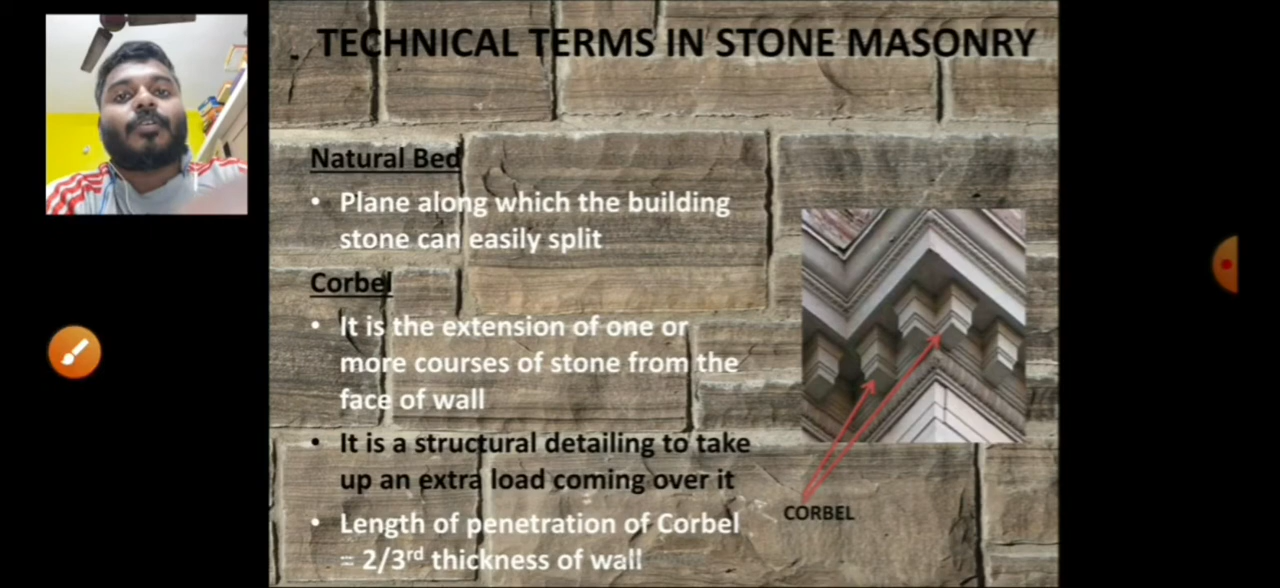 TECHNICAL TERMS IN STONE MASONRY
Natural Bed
• Plane along which the building
stone can easily split
Corbel
• It is the extension of one or
more courses of stone from the
face of wall
• It is a structural detailing to take
up an extra load coming over it
• Length of penetration of Corbel
= 2/3rd thickness of wall
CORBEL